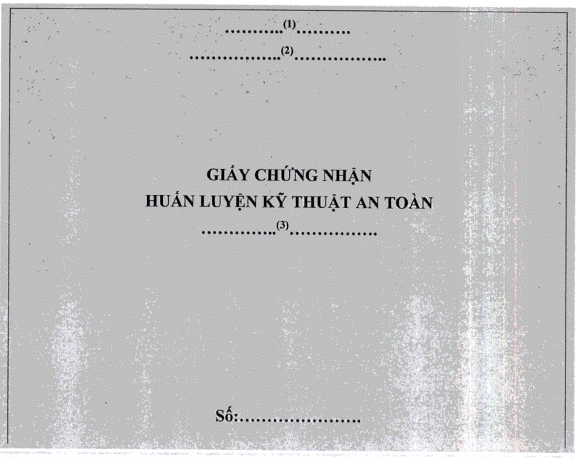 ..........(1)..........
................(2)................
GIẤY CHỨNG NHẬN
HUẤN LUYỆN KỸ THUẬT AN TOÀN
.............(3)................
Số:......................